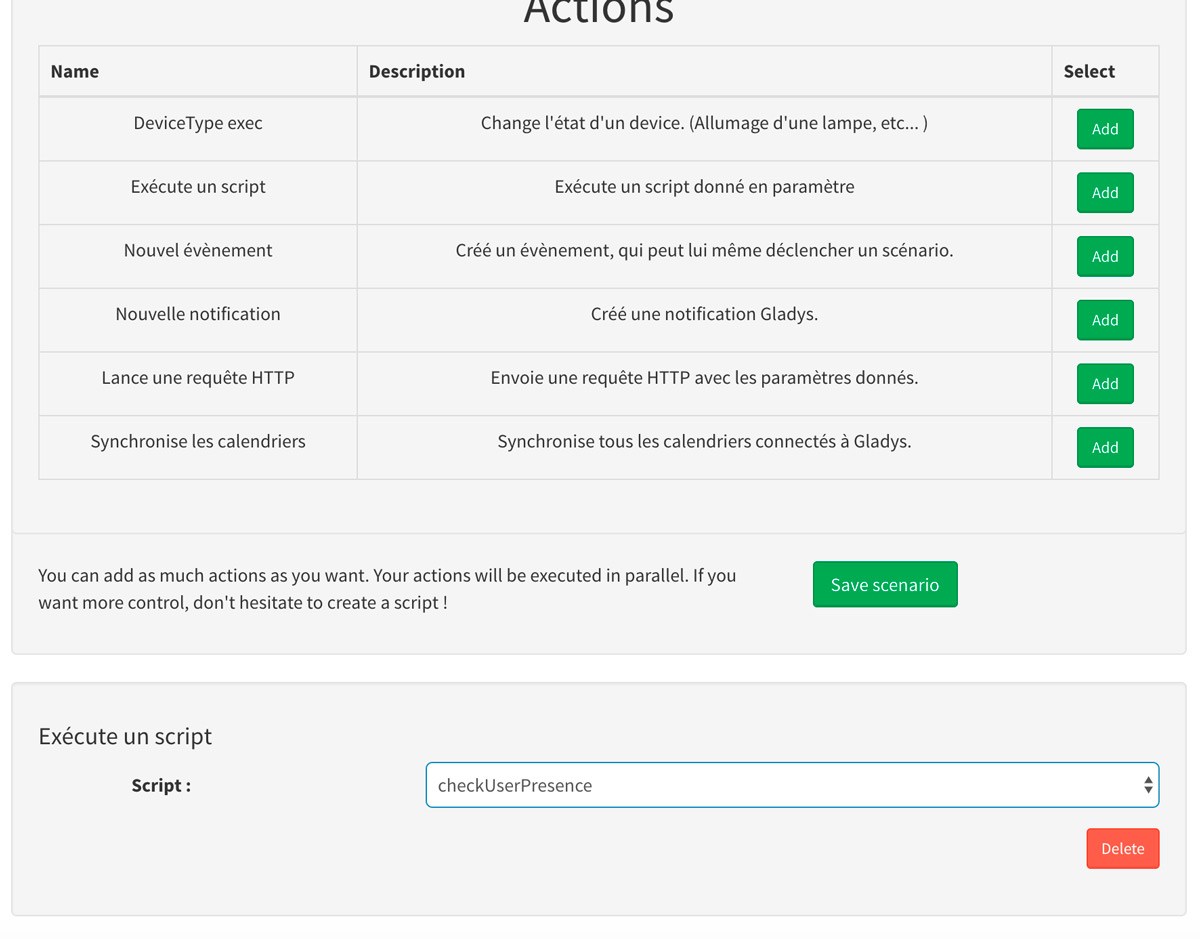 Actions
Name Description Select
DeviceType exec Change l'état d'un device. (Allumage d'une lampe, etc... ) Add
Exécute un script Exécute un script donné en paramètre Add
Nouvel évènement Créé un évènement, qui peut lui même déclencher un scénario. Add
Nouvelle notification Créé une notification Gladys. Add
Lance une requête HTTP Envoie une requête HTTP avec les paramètres donnés. Add
Synchronise les calendriers Synchronise tous les calendriers connectés à Gladys. Add
You can add as much actions as you want. Your actions will be executed in parallel. If you
want more control, don't hesitate to create a script !
Save scenario
Exécute un script
Script : checkUserPresence
Delete